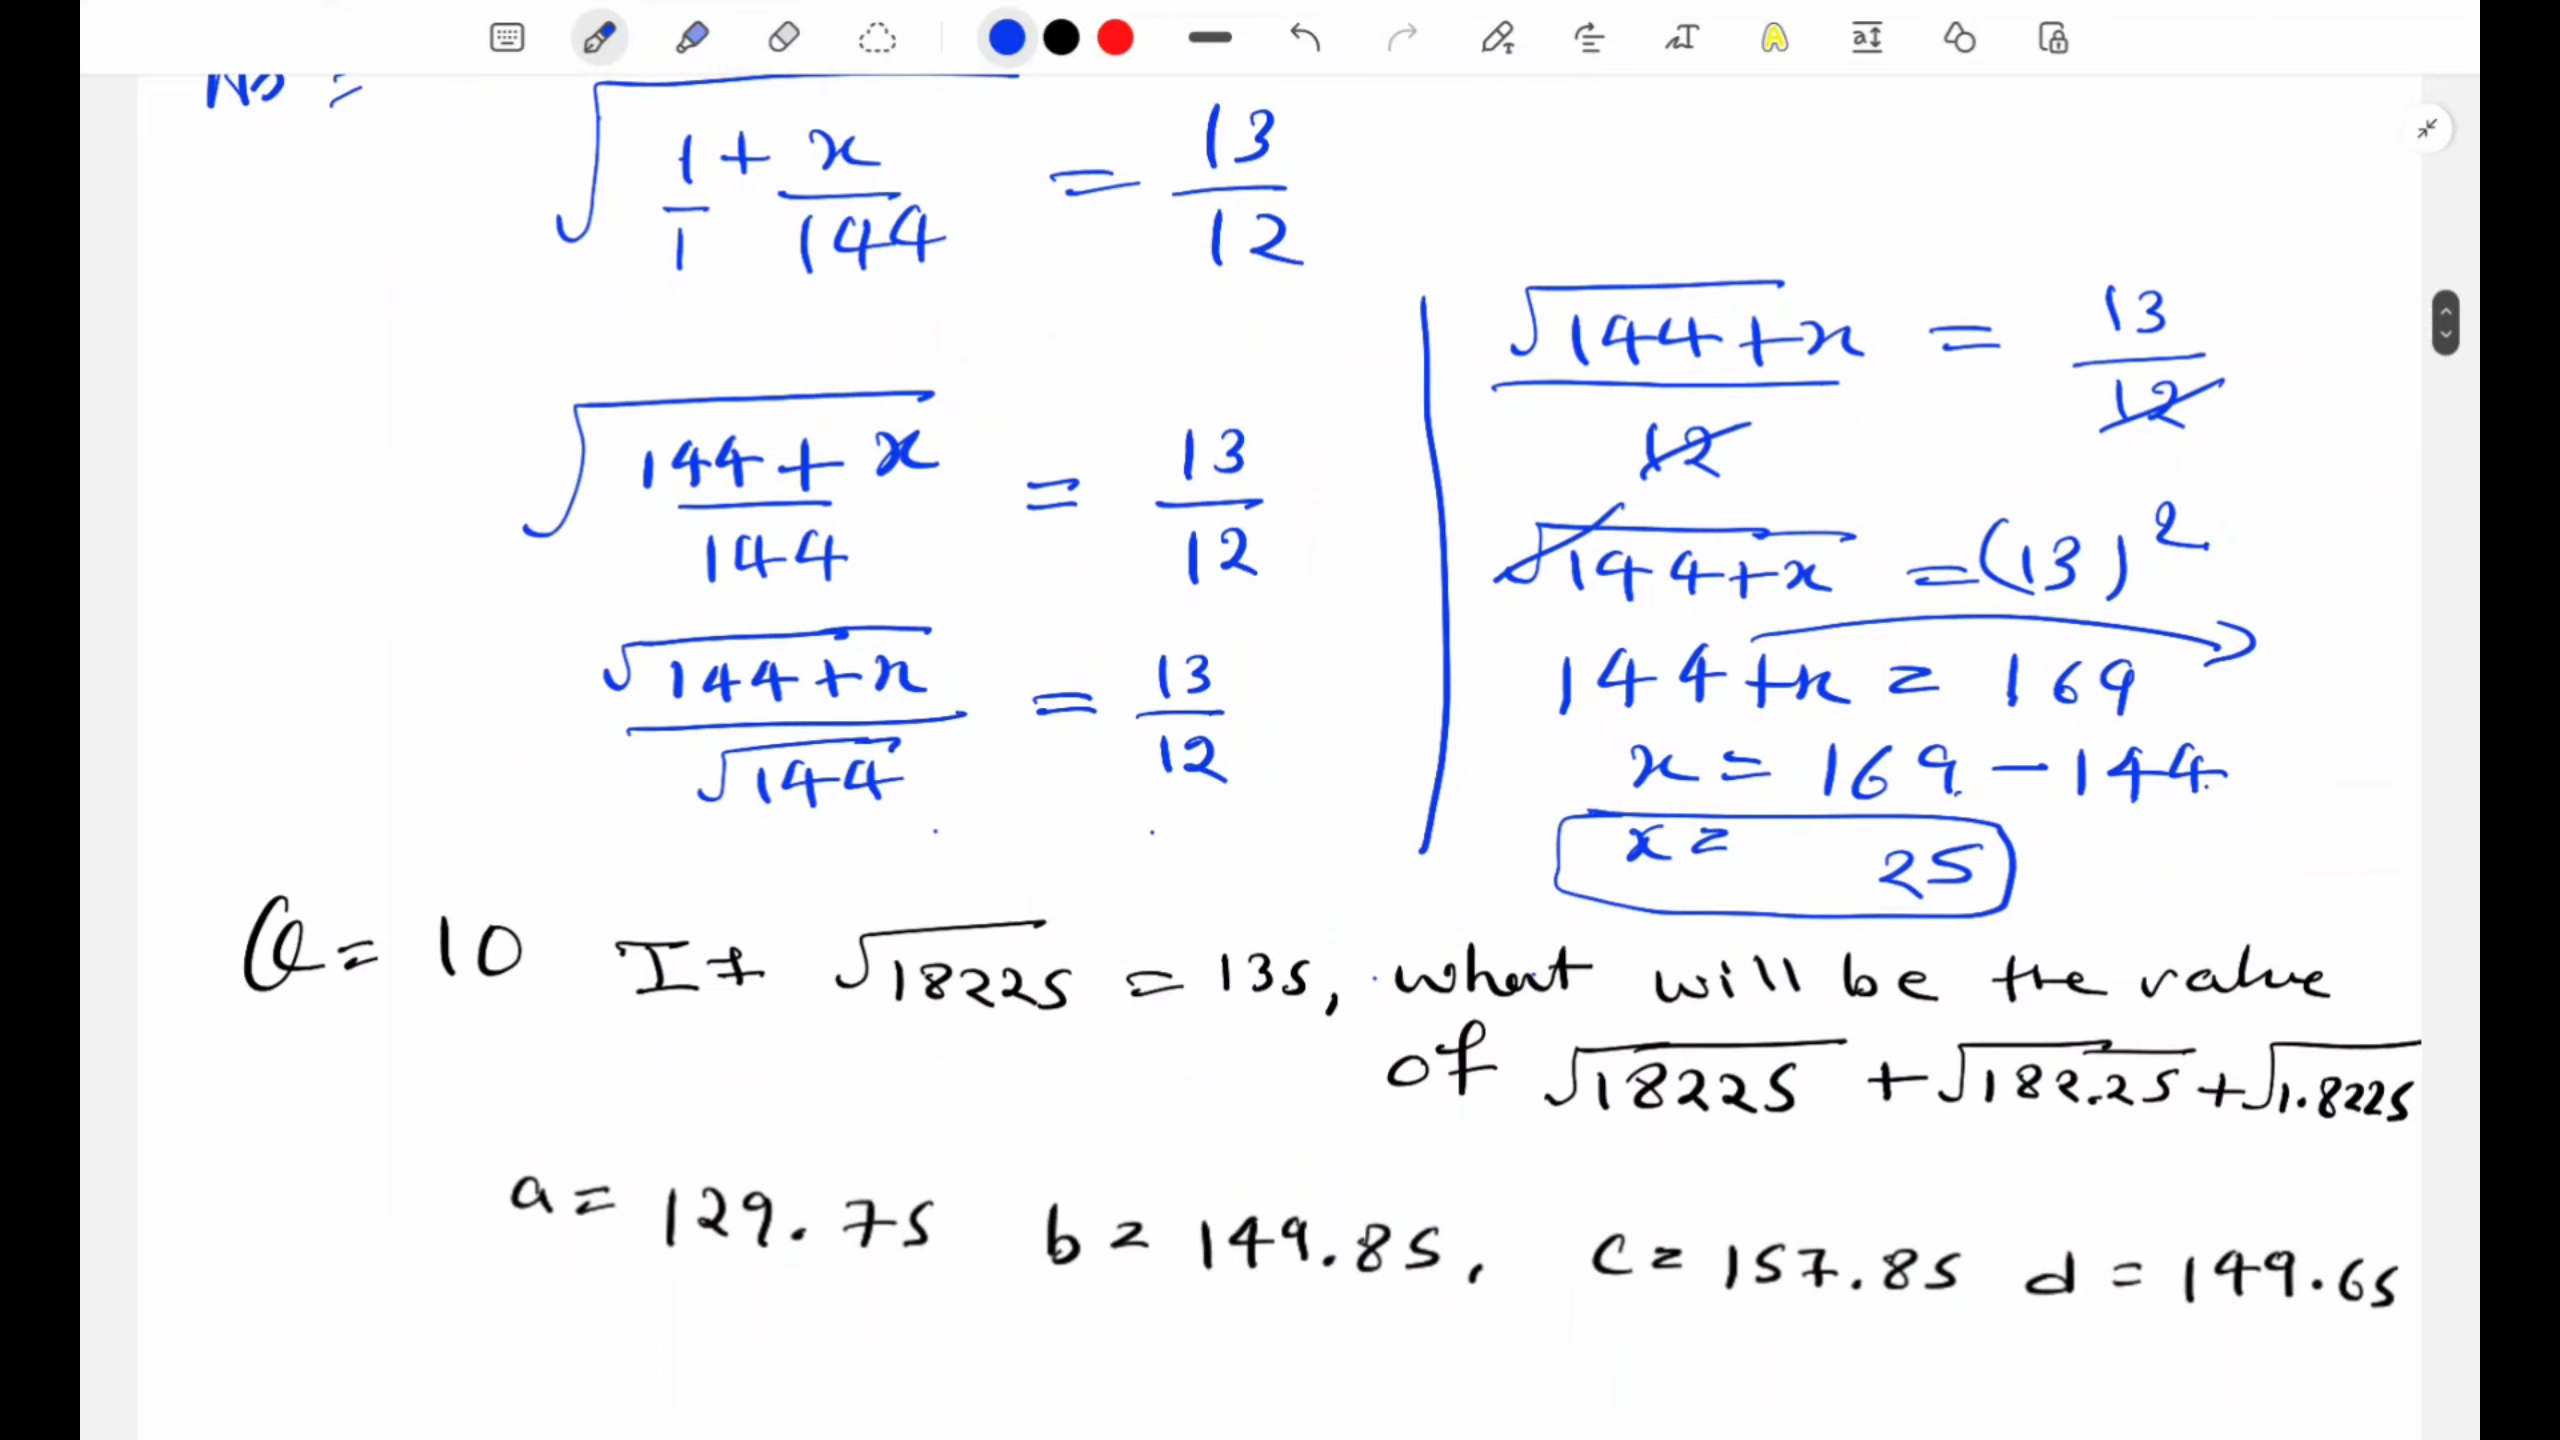 No =
√(1/1 + x/144) = 13/12
√((144+x)/144) = 13/12
√(144+x)/√144 = 13/12
√(144+x)/12 = 13/12
√144+x = (13)²
144+x = 169
x = 169 - 144
x = 25
Q = 10 If √18225 = 135, what will be the value
of √18225 + √182.25 + √1.8225
a = 129.75 b = 149.85, c = 157.85 d = 149.65